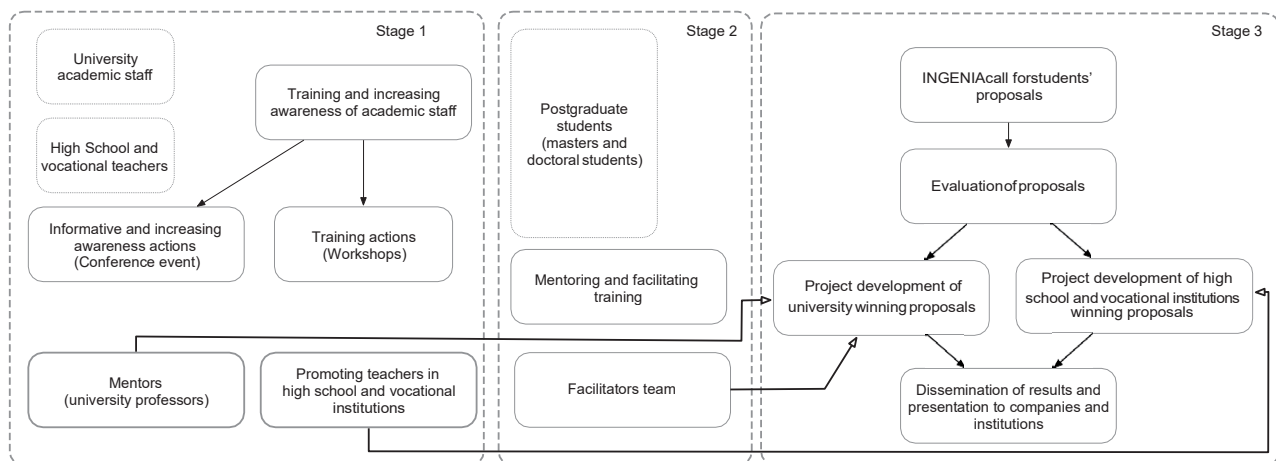 Stage 1
University
academic staff
Training and increasing
awareness of academic staff
High School and
vocational teachers
Informative and increasing
awareness actions
(Conference event)
Training actions
(Workshops)
Mentors
(university professors)
Promoting teachers in
high school and vocational
institutions
Stage 2
Postgraduate
students
(masters and
doctoral students)
Mentoring and facilitating
training
Facilitators team
Stage 3
INGENIAcall forstudents'
proposals
Evaluationofproposals
Project development of
university winning proposals
Project development of high
school and vocational institutions
winning proposals
Dissemination of results and
presentation to companies and
institutions